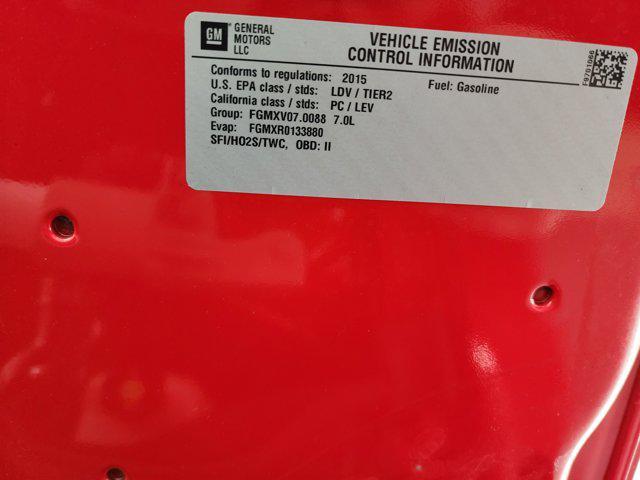 GM
GENERAL
MOTORS
LLC
VEHICLE EMISSION
CONTROL INFORMATION
Conforms to regulations: 2015
Fuel: Gasoline
U.S. EPA class / stds: LDV / TIER2
California class / stds: PC / LEV
Group: FGMXV07.0088 7.0L
Evap: FGMXR0133880
SFI/HO2S/TWC, OBD: II